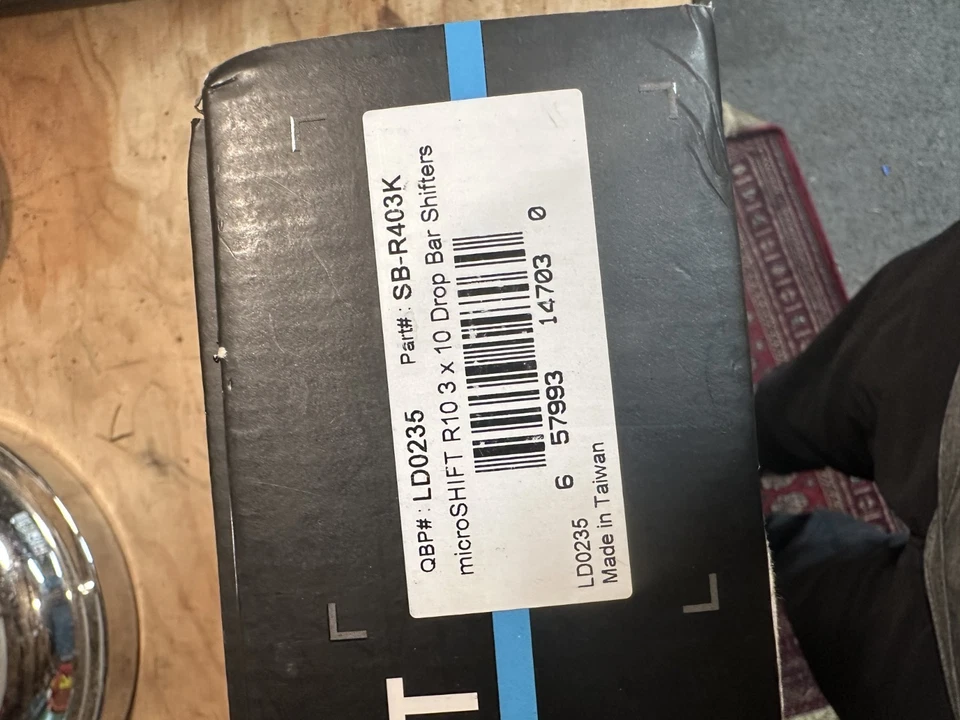 QBP# : LD0235 Part# : SB-R403K
microSHIFT R10 3 x 10 Drop Bar Shifters
6 57993 14703 0
LD0235
Made in Taiwan
T